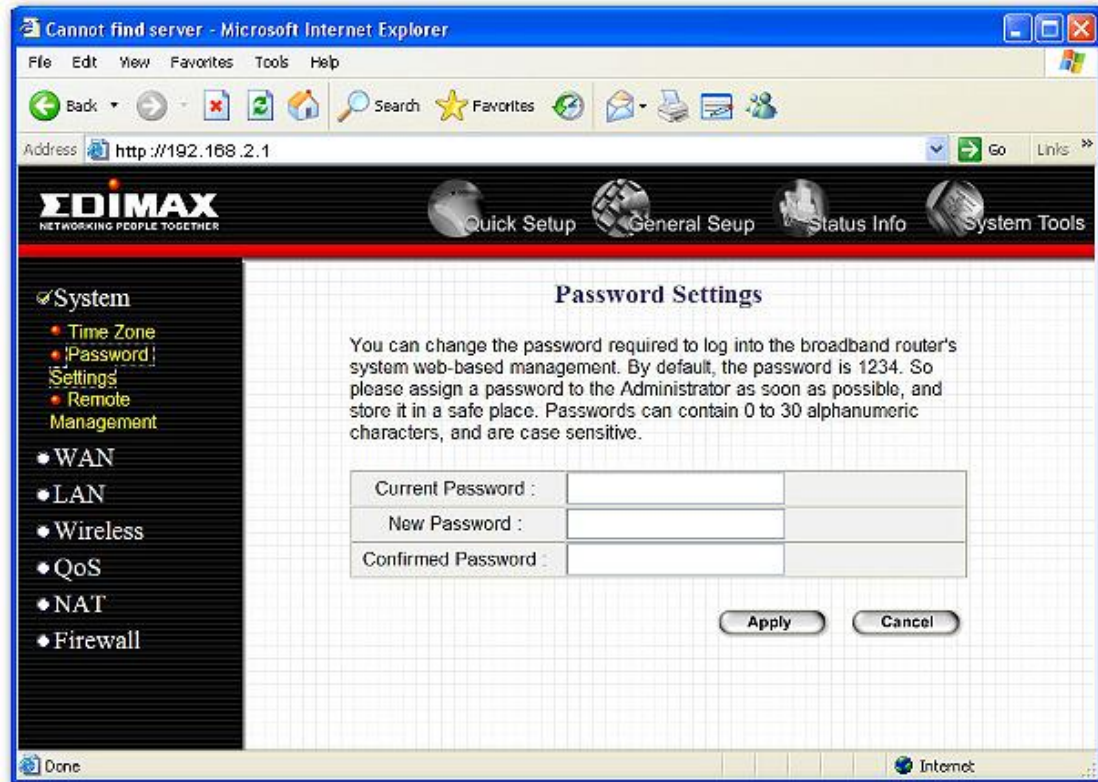 Cannot find server - Microsoft Internet Explorer
File Edit View Favorites Tools Help
Back Search Favorites
Address http://192.168.2.1 Go Links »
EDIMAX
NETWORKING PEOPLE TOGETHER
Quick Setup General Seup Status Info System Tools
System
Time Zone
Password
Settings
Remote
Management
WAN
LAN
Wireless
QoS
NAT
Firewall
Password Settings
You can change the password required to log into the broadband router's
system web-based management. By default, the password is 1234. So
please assign a password to the Administrator as soon as possible, and
store it in a safe place. Passwords can contain 0 to 30 alphanumeric
characters, and are case sensitive.
Current Password :
New Password :
Confirmed Password :
Apply Cancel
Done Internet